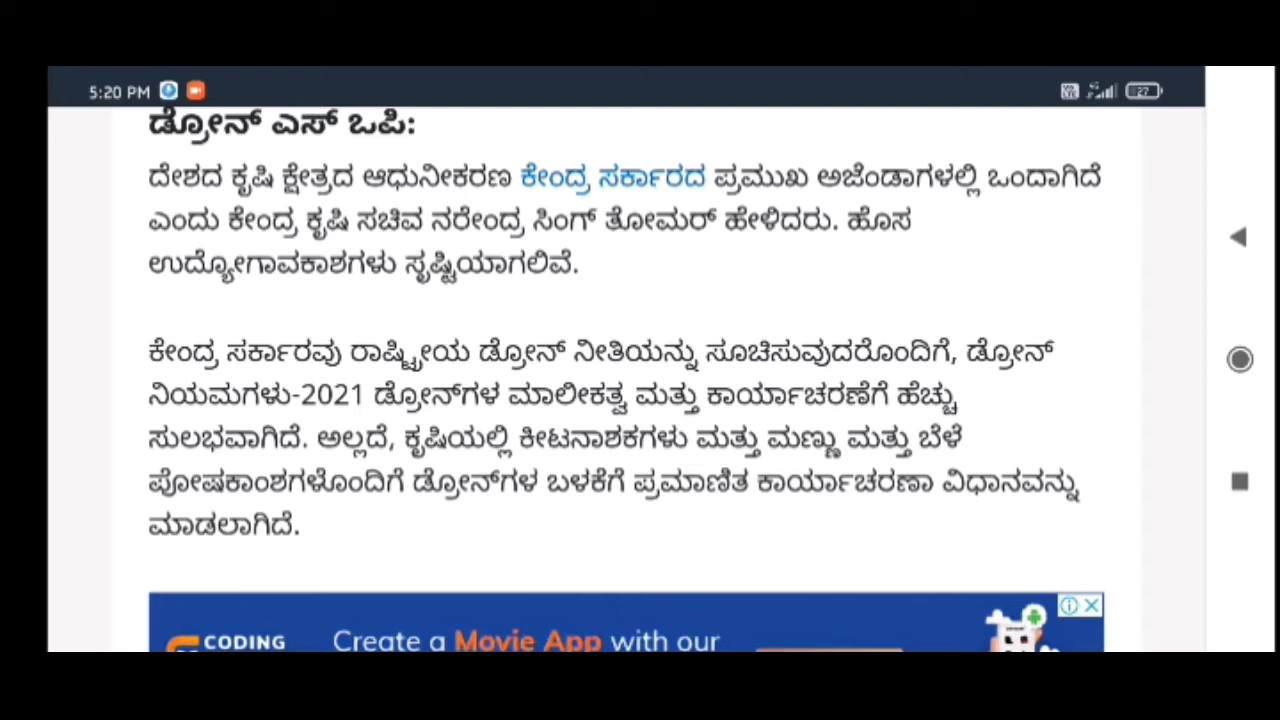 5:20 PM
27
ಡ್ರೋನ್ ಎಸ್ ಒಪಿ:
ದೇಶದ ಕೃಷಿ ಕ್ಷೇತ್ರದ ಆಧುನೀಕರಣ ಕೇಂದ್ರ ಸರ್ಕಾರದ ಪ್ರಮುಖ ಅಜೆಂಡಾಗಳಲ್ಲಿ ಒಂದಾಗಿದೆ
ಎಂದು ಕೇಂದ್ರ ಕೃಷಿ ಸಚಿವ ನರೇಂದ್ರ ಸಿಂಗ್ ತೋಮರ್ ಹೇಳಿದರು. ಹೊಸ
ಉದ್ಯೋಗಾವಕಾಶಗಳು ಸೃಷ್ಟಿಯಾಗಲಿವೆ.
ಕೇಂದ್ರ ಸರ್ಕಾರವು ರಾಷ್ಟ್ರೀಯ ಡ್ರೋನ್ ನೀತಿಯನ್ನು ಸೂಚಿಸುವುದರೊಂದಿಗೆ, ಡ್ರೋನ್
ನಿಯಮಗಳು-2021 ಡ್ರೋನ್‌ಗಳ ಮಾಲೀಕತ್ವ ಮತ್ತು ಕಾರ್ಯಾಚರಣೆಗೆ ಹೆಚ್ಚು
ಸುಲಭವಾಗಿದೆ. ಅಲ್ಲದೆ, ಕೃಷಿಯಲ್ಲಿ ಕೀಟನಾಶಕಗಳು ಮತ್ತು ಮಣ್ಣು ಮತ್ತು ಬೆಳೆ
ಪೋಷಕಾಂಶಗಳೊಂದಿಗೆ ಡ್ರೋನ್‌ಗಳ ಬಳಕೆಗೆ ಪ್ರಮಾಣಿತ ಕಾರ್ಯಾಚರಣಾ ವಿಧಾನವನ್ನು
ಮಾಡಲಾಗಿದೆ.
CODING
Create a Movie App with our